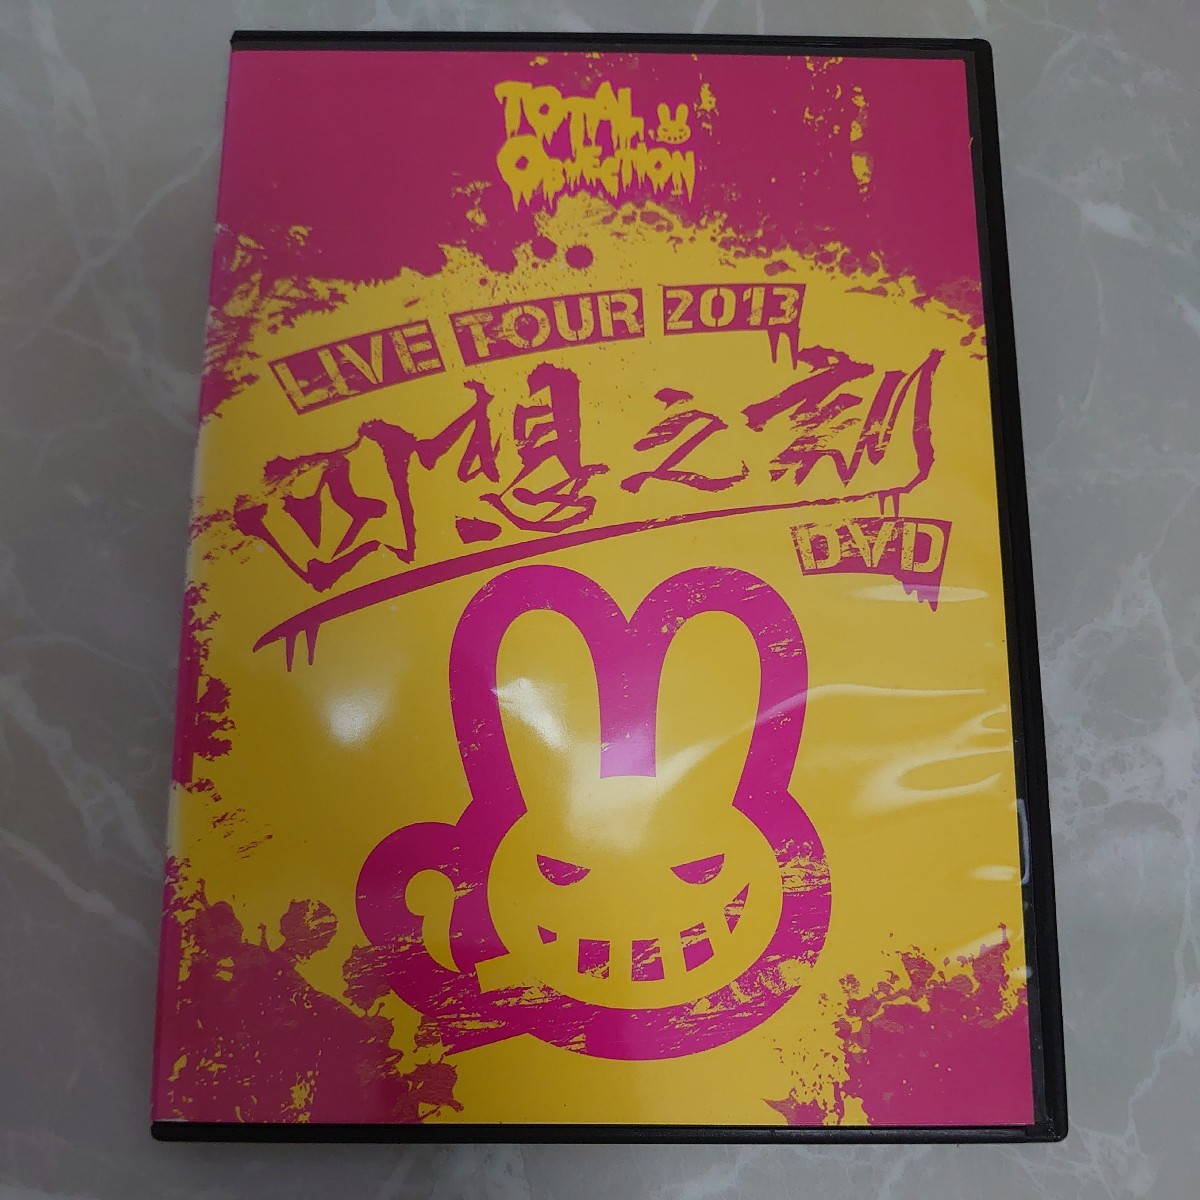 TOTAL
OBJECTION
LIVE TOUR 2013
回想之刻
DVD